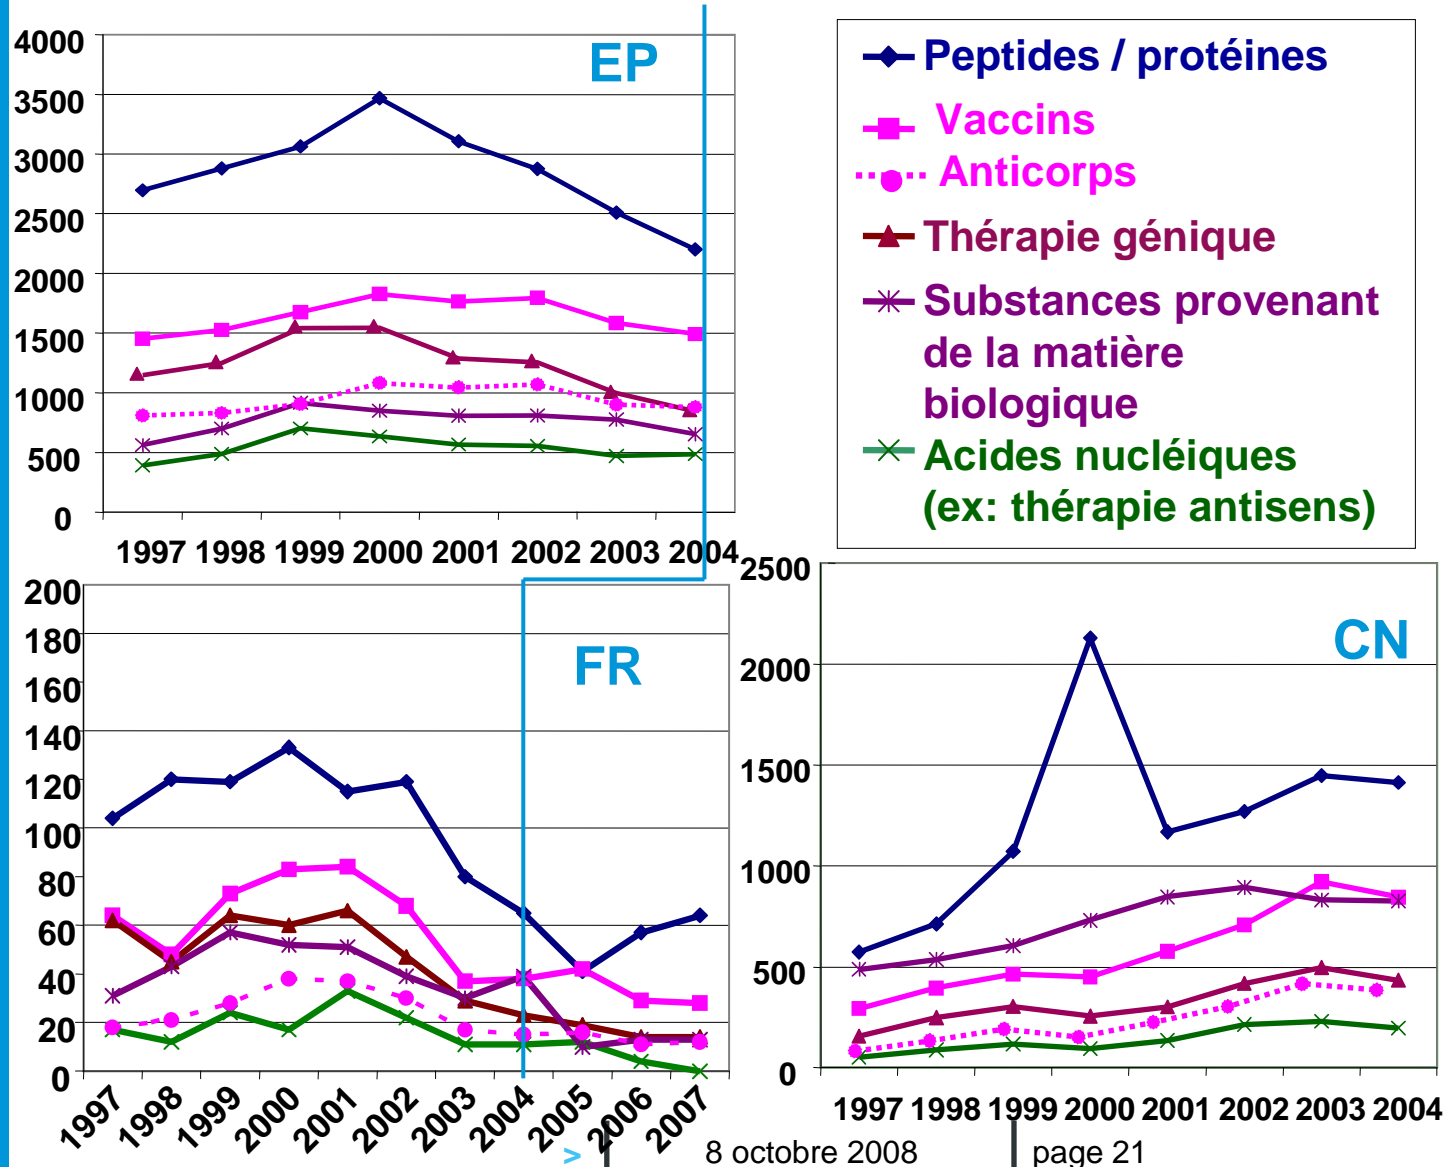 4000
3500
3000
2500
2000
1500
1000
500
0
EP
1997 1998 1999 2000 2001 2002 2003 2004
Peptides / protéines
Vaccins
Anticorps
Thérapie génique
Substances provenant
de la matière
biologique
Acides nucléiques
(ex: thérapie antisens)
200
180
160
140
120
100
80
60
40
20
0
FR
1997 1998 1999 2000 2001 2002 2003 2004 2005 2006 2007
2500
2000
1500
1000
500
0
CN
1997 1998 1999 2000 2001 2002 2003 2004
> 8 octobre 2008 page 21